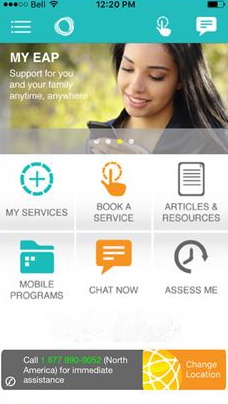 Bell 12:20 PM
MY EAP
Support for you
and your family
anytime, anywhere
MY SERVICES
BOOK A
SERVICE
ARTICLES &
RESOURCES
MOBILE
PROGRAMS
CHAT NOW
ASSESS ME
Call 1 877 890-9052 (North
America) for immediate
assistance
Change
Location